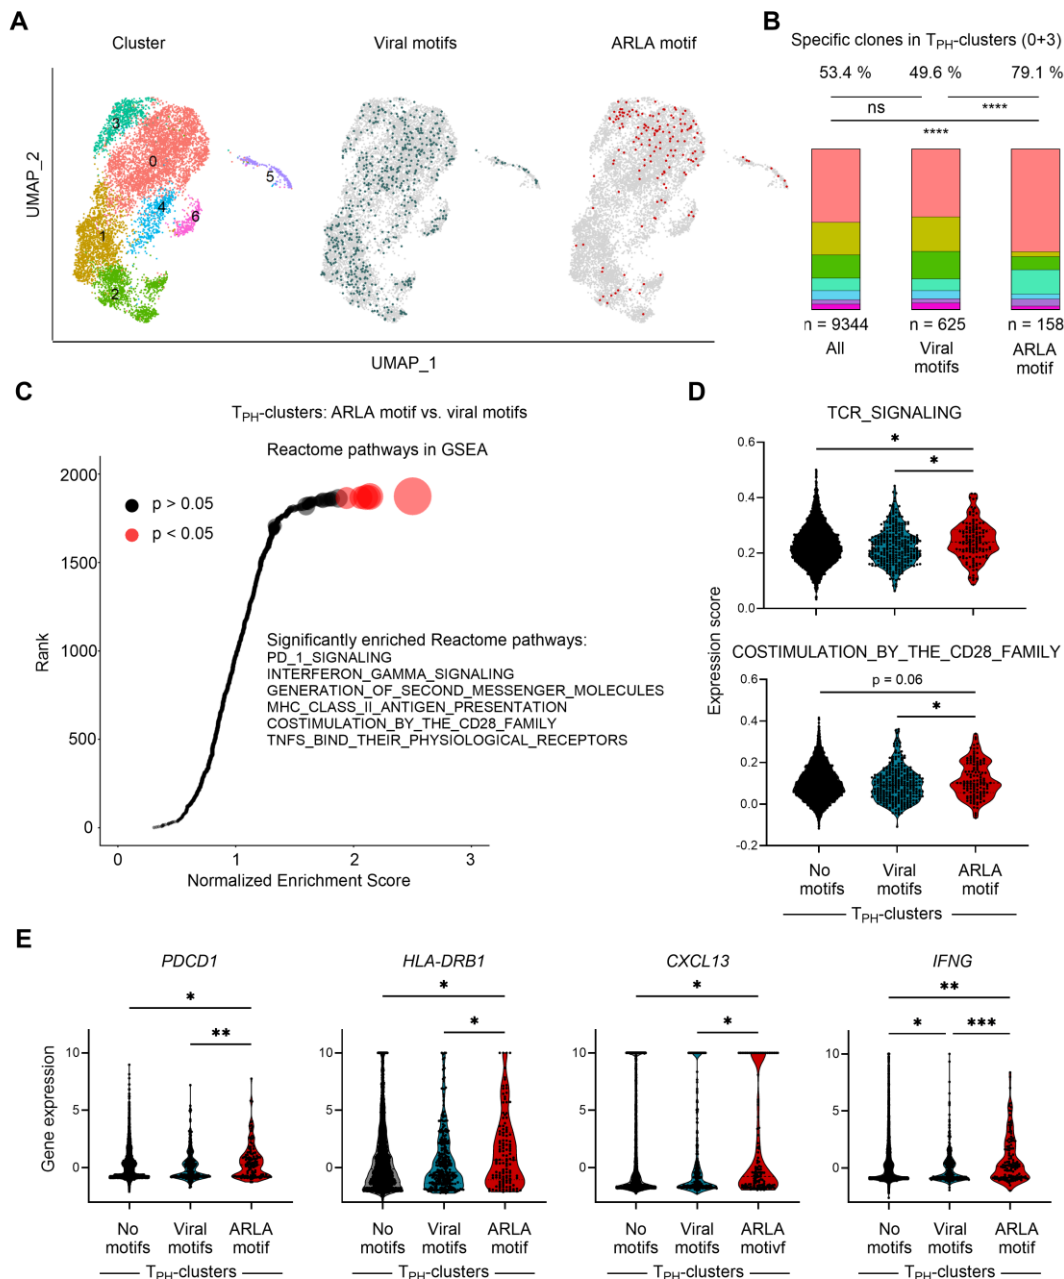 A
Cluster
Viral motifs
ARLA motif
UMAP_2
3
0
5
4
6
1
2
UMAP_1
B
Specific clones in TPH-clusters (0+3)
53.4 %
49.6 %
79.1 %
ns
****
****
n = 9344
n = 625
n = 158
All
Viral
motifs
ARLA
motif
C
TPH-clusters: ARLA motif vs. viral motifs
Reactome pathways in GSEA
p > 0.05
p < 0.05
Rank
2000
1500
1000
500
0
Significantly enriched Reactome pathways:
PD_1_SIGNALING
INTERFERON_GAMMA_SIGNALING
GENERATION_OF_SECOND_MESSENGER_MOLECULES
MHC_CLASS_II_ANTIGEN_PRESENTATION
COSTIMULATION_BY_THE_CD28_FAMILY
TNFS_BIND_THEIR_PHYSIOLOGICAL_RECEPTORS
0
1
2
3
Normalized Enrichment Score
D
TCR_SIGNALING
0.6
0.4
0.2
0.0
*
*
Expression score
COSTIMULATION_BY_THE_CD28_FAMILY
0.6
0.4
0.2
0.0
-0.2
p = 0.06
*
No
motifs
Viral
motifs
ARLA
motif
TPH-clusters
E
PDCD1
*
**
Gene expression
10
5
0
No
motifs
Viral
motifs
ARLA
motif
TPH-clusters
HLA-DRB1
*
*
10
5
0
No
motifs
Viral
motifs
ARLA
motif
TPH-clusters
CXCL13
*
*
10
5
0
No
motifs
Viral
motifs
ARLA
motivf
TPH-clusters
IFNG
**
*
***
10
5
0
No
motifs
Viral
motifs
ARLA
motif
TPH-clusters